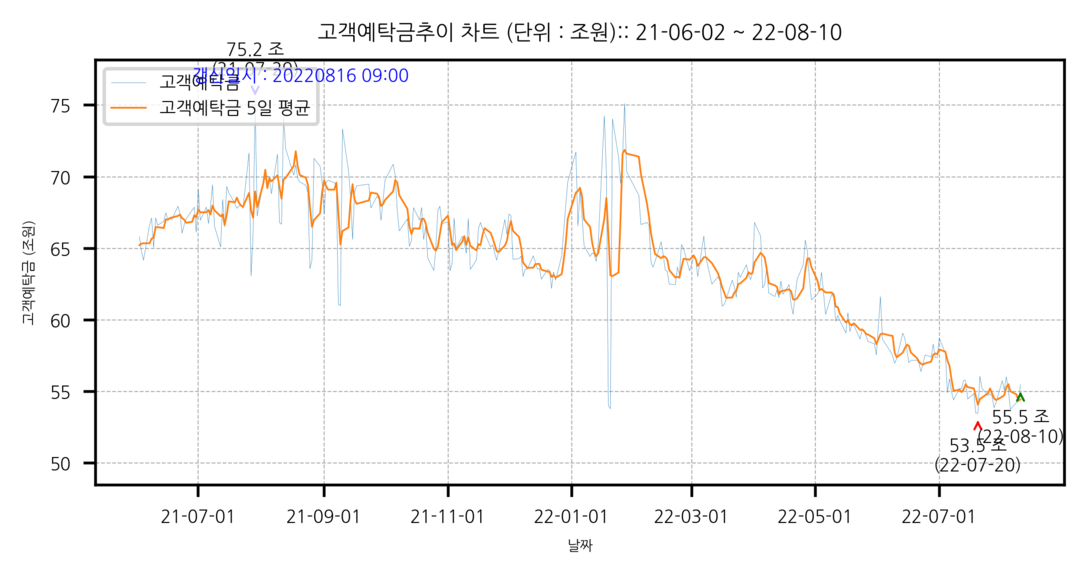 고객예탁금추이 차트 (단위 : 조원):: 21-06-02 ~ 22-08-10
75.2 조
(21-07-29)
갱신일시 : 20220816 09:00
고객예탁금
고객예탁금 5일 평균
고객예탁금 (조원)
75
70
65
60
55
50
55.5 조
(22-08-10)
53.5 조
(22-07-20)
21-07-01
21-09-01
21-11-01
22-01-01
22-03-01
22-05-01
22-07-01
날짜